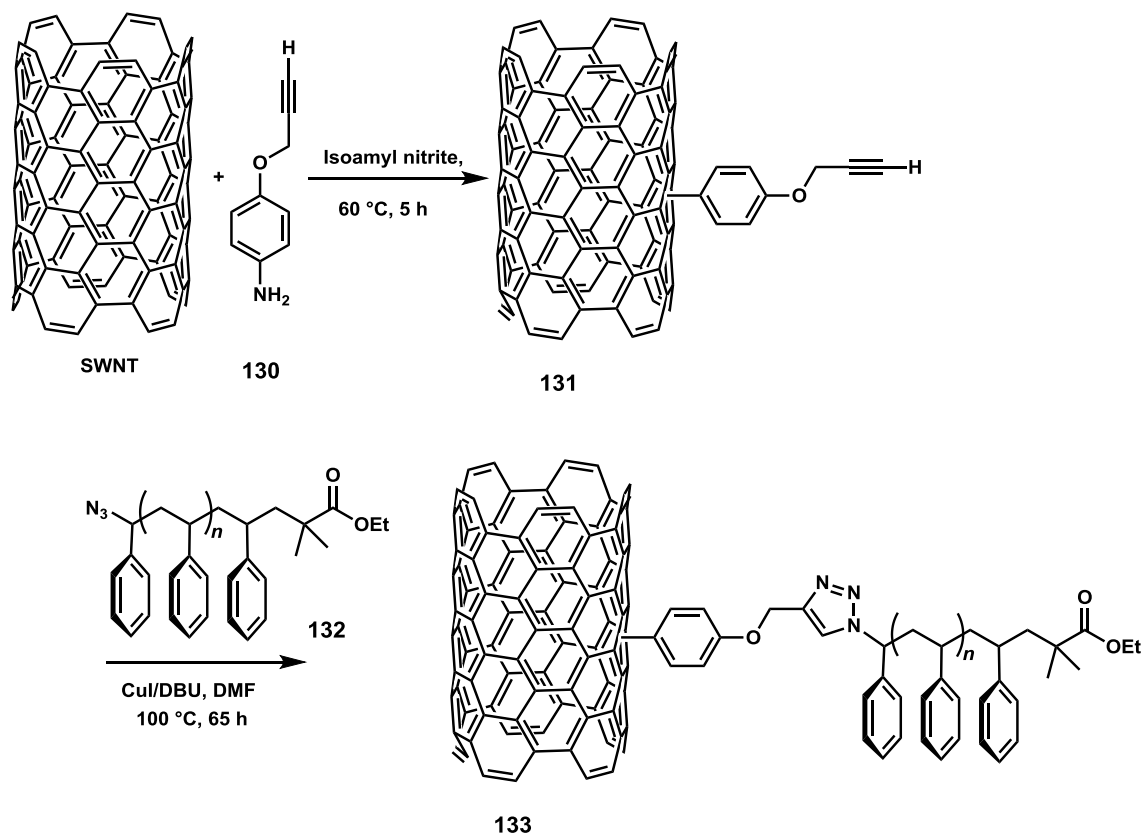 H
O
+
Isoamyl nitrite,
60 °C, 5 h
O
H
NH₂
SWNT
130
131
N₃
n
O
OEt
132
CuI/DBU, DMF
100 °C, 65 h
O
N
N
N
n
O
OEt
133